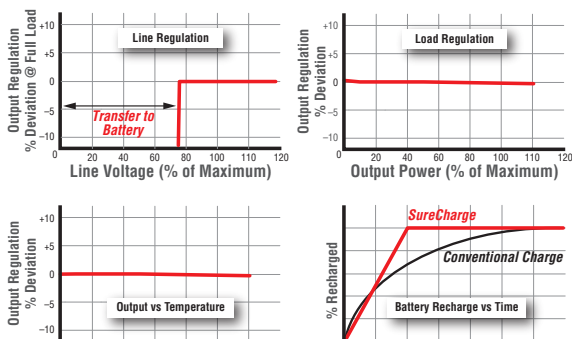 Output Regulation
% Deviation @ Full Load
+10
+5
0
−5
−10
Line Regulation
Transfer to
Battery
0
20
40
60
80
100
120
Line Voltage (% of Maximum)
Output Regulation
% Deviation
+10
+5
0
−5
−10
Load Regulation
0
20
40
60
80
100
120
Output Power (% of Maximum)
Output Regulation
% Deviation
+10
+5
0
−5
−10
Output vs Temperature
% Recharged
SureCharge
Conventional Charge
Battery Recharge vs Time